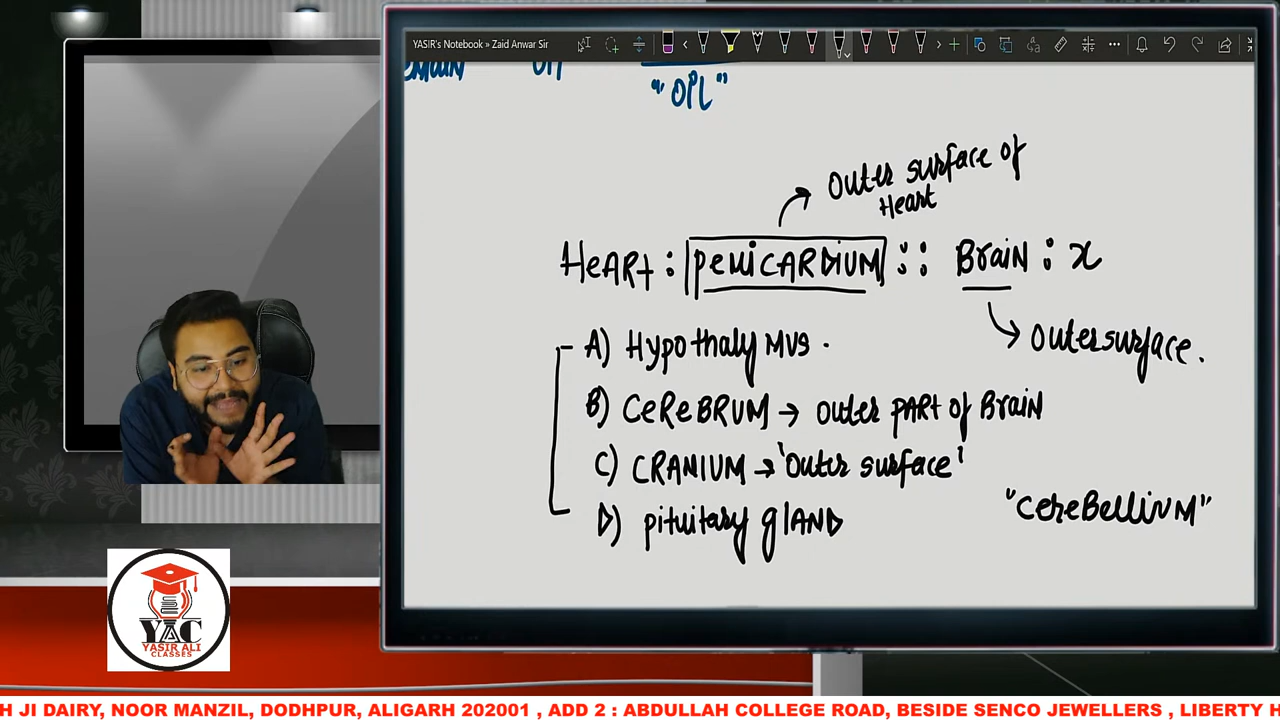 YASIR's Notebook » Zaid Anwar Sir
"OPL"
Outer surface of
Heart
HeARt : peRiCARDiUM : : BraiN : x
A) HypothalyMUs
outersurface.
B) CeReBRUM → outer PARt of BraiN
C) CRANIUM → 'outer surface'
"CereBelliUM"
D) pituitary glAND
YAC
YASIR ALI
CLASSES
H JI DAIRY, NOOR MANZIL, DODHPUR, ALIGARH 202001 , ADD 2 : ABDULLAH COLLEGE ROAD, BESIDE SENCO JEWELLERS , LIBERTY H